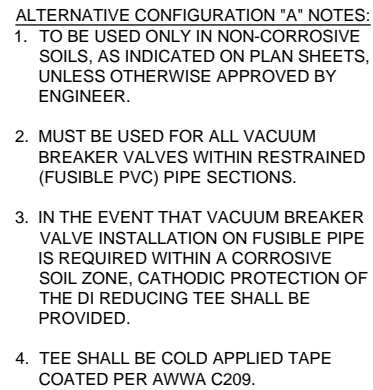 ALTERNATIVE CONFIGURATION "A" NOTES:
1. TO BE USED ONLY IN NON-CORROSIVE
SOILS, AS INDICATED ON PLAN SHEETS,
UNLESS OTHERWISE APPROVED BY
ENGINEER.
2. MUST BE USED FOR ALL VACUUM
BREAKER VALVES WITHIN RESTRAINED
(FUSIBLE PVC) PIPE SECTIONS.
3. IN THE EVENT THAT VACUUM BREAKER
VALVE INSTALLATION ON FUSIBLE PIPE
IS REQUIRED WITHIN A CORROSIVE
SOIL ZONE, CATHODIC PROTECTION OF
THE DI REDUCING TEE SHALL BE
PROVIDED.
4. TEE SHALL BE COLD APPLIED TAPE
COATED PER AWWA C209.